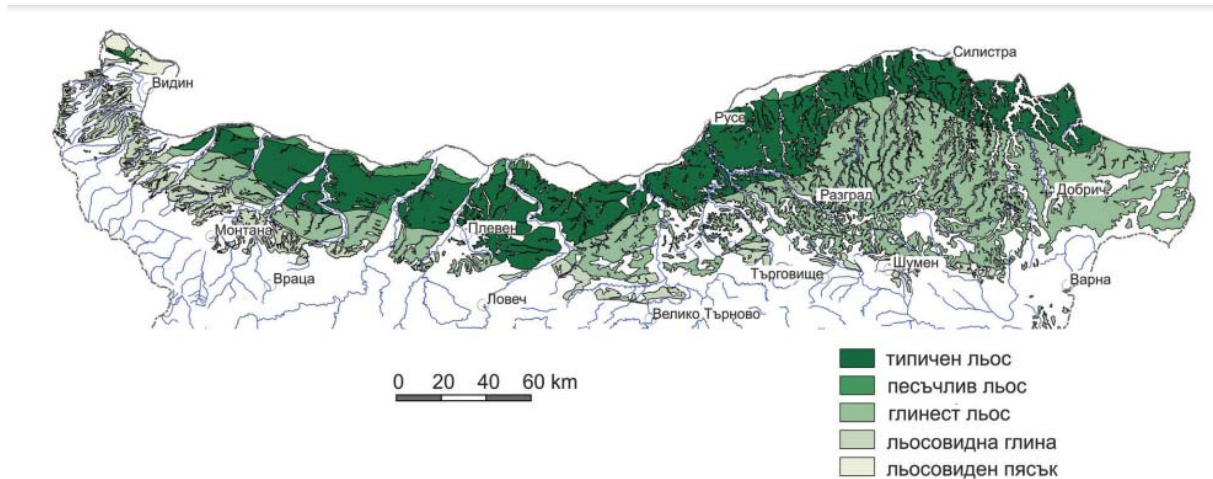 Силистра
Видин
Русе
Разград
Добрич
Монтана
Плевен
Шумен
Враца
Търговище
Варна
Ловеч
Велико Търново
0 20 40 60 km
типичен льос
песъчлив льос
глинест льос
льосовидна глина
льосовиден пясък